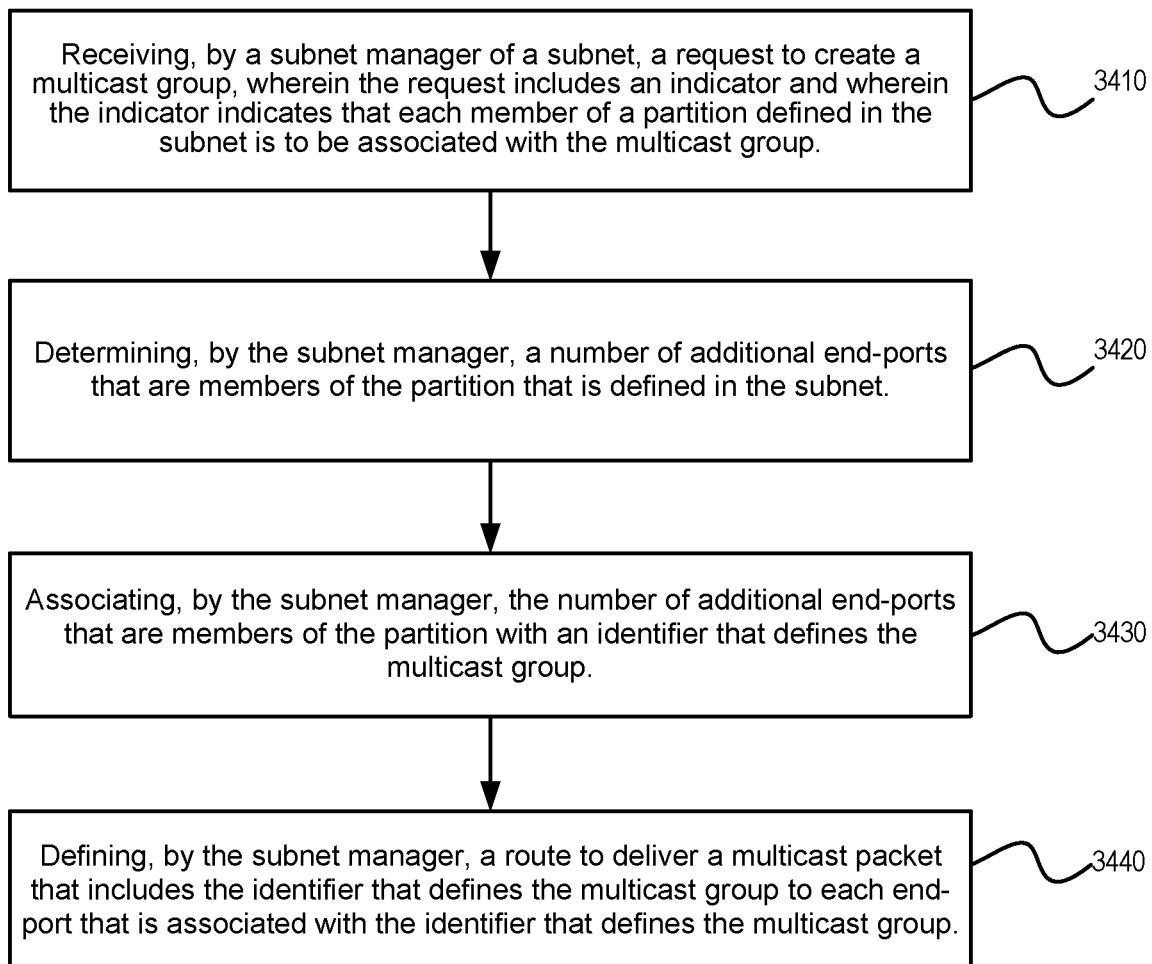 Receiving, by a subnet manager of a subnet, a request to create a
multicast group, wherein the request includes an indicator and wherein
the indicator indicates that each member of a partition defined in the
subnet is to be associated with the multicast group.
3410
Determining, by the subnet manager, a number of additional end-ports
that are members of the partition that is defined in the subnet.
3420
Associating, by the subnet manager, the number of additional end-ports
that are members of the partition with an identifier that defines the
multicast group.
3430
Defining, by the subnet manager, a route to deliver a multicast packet
that includes the identifier that defines the multicast group to each end-
port that is associated with the identifier that defines the multicast group.
3440